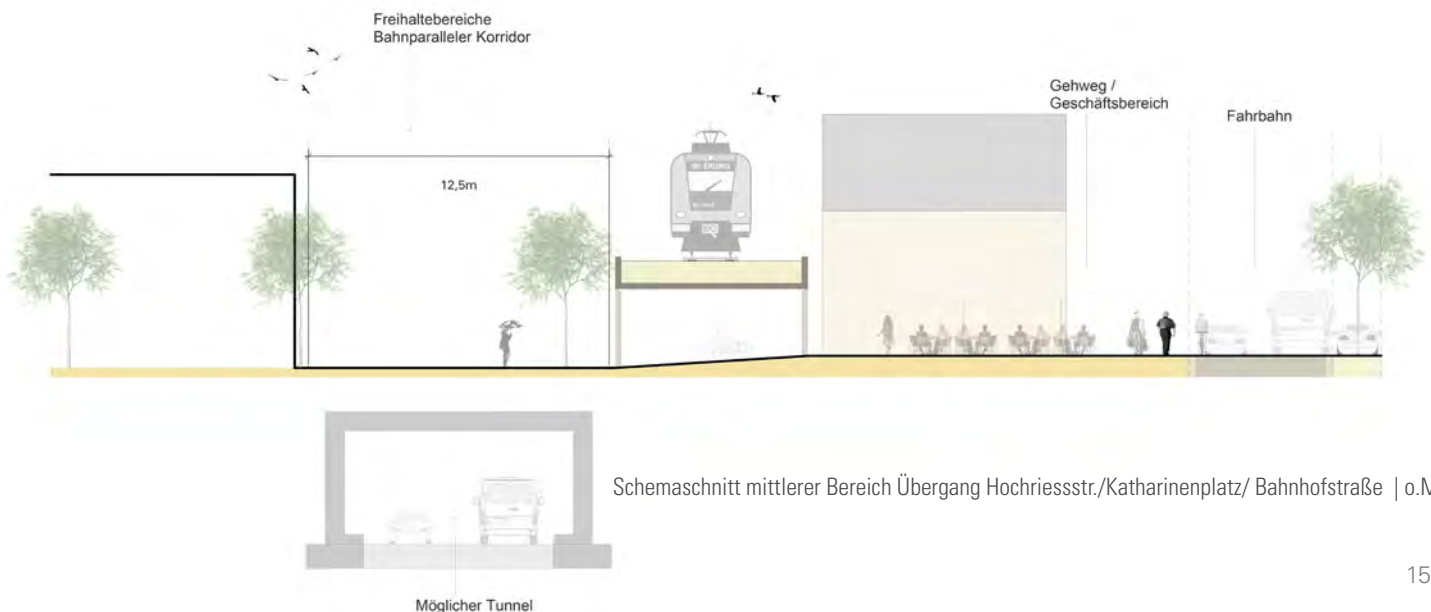 Freihaltebereiche
Bahnparalleler Korridor
Gehweg /
Geschäftsbereich
Fahrbahn
12,5m
Schemaschnitt mittlerer Bereich Übergang Hochriessstr./Katharinenplatz/ Bahnhofstraße | o.M
15
Möglicher Tunnel